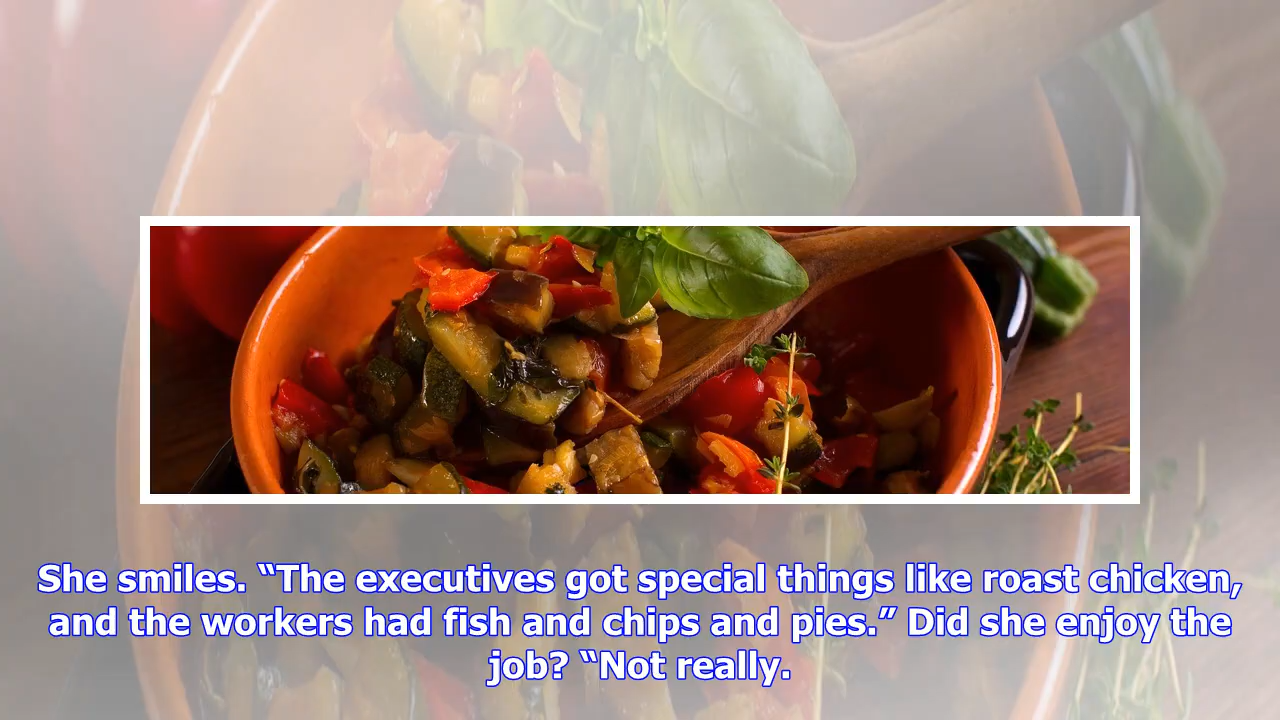 She smiles. “The executives got special things like roast chicken,
and the workers had fish and chips and pies.” Did she enjoy the
job? “Not really.